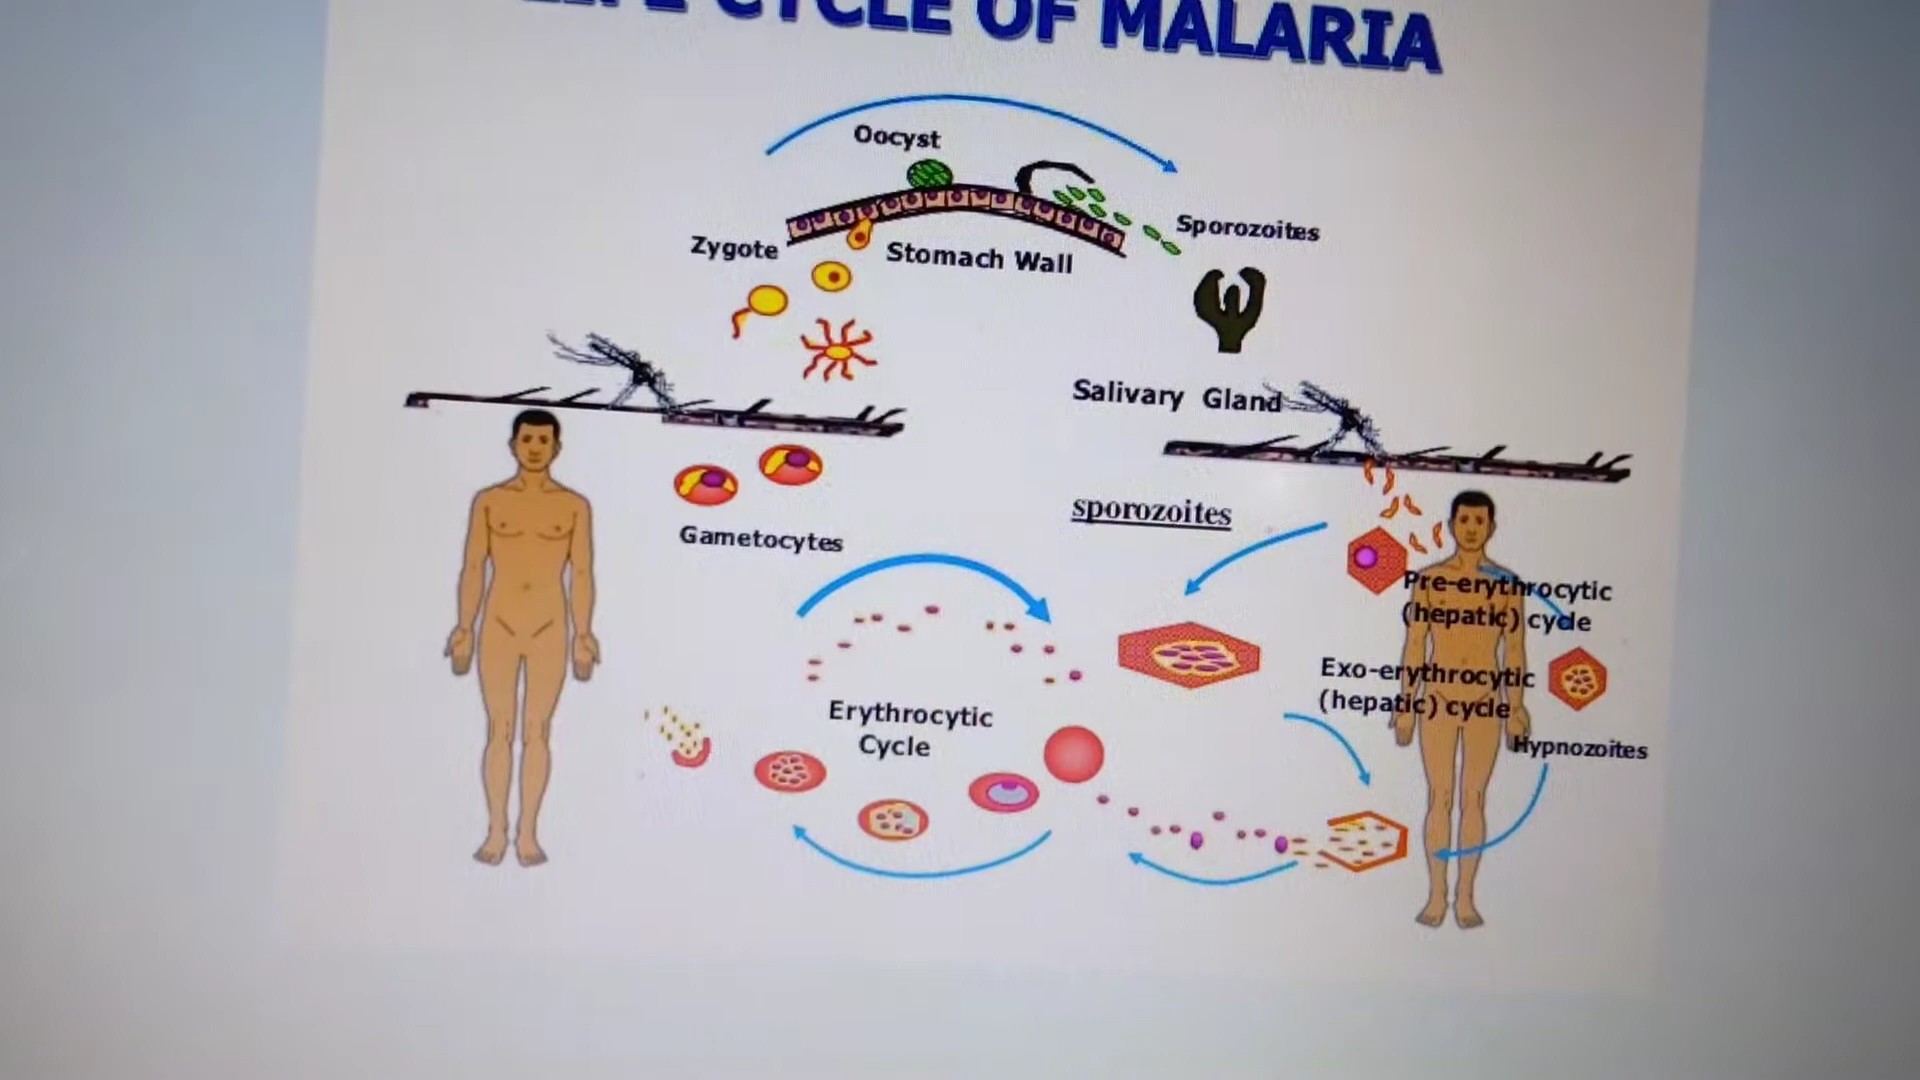 CYCLE OF MALARIA
Oocyst
Sporozoites
Zygote
Stomach Wall
Salivary Gland
sporozoites
Gametocytes
Pre-erythrocytic
(hepatic) cycle
Exo-erythrocytic
(hepatic) cycle
Erythrocytic
Cycle
Hypnozoites